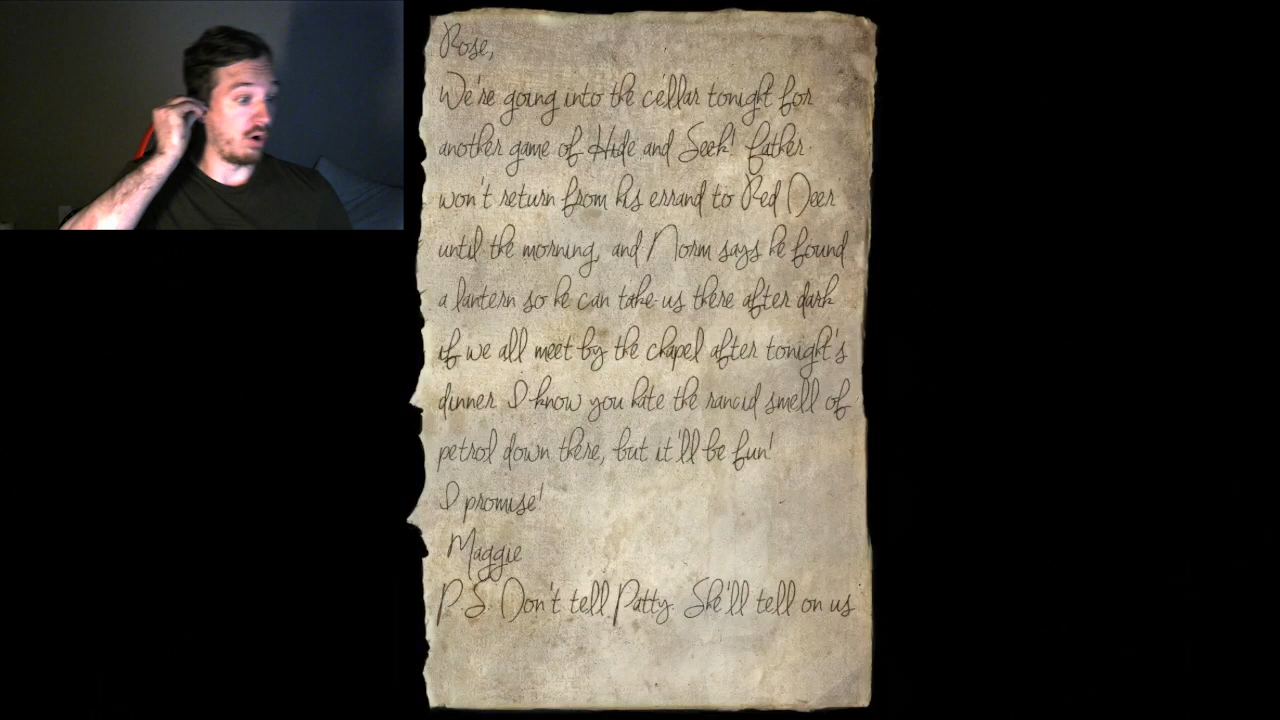 Rose,
We're going into the cellar tonight for
another game of Hide and Seek! Father
won't return from his errand to Red Deer
until the morning, and Norm says he found
a lantern so he can take us there after dark
if we all meet by the chapel after tonight's
dinner. I know you hate the rancid smell of
petrol down there, but it'll be fun!
I promise!
Maggie
P.S. Don't tell Patty. She'll tell on us